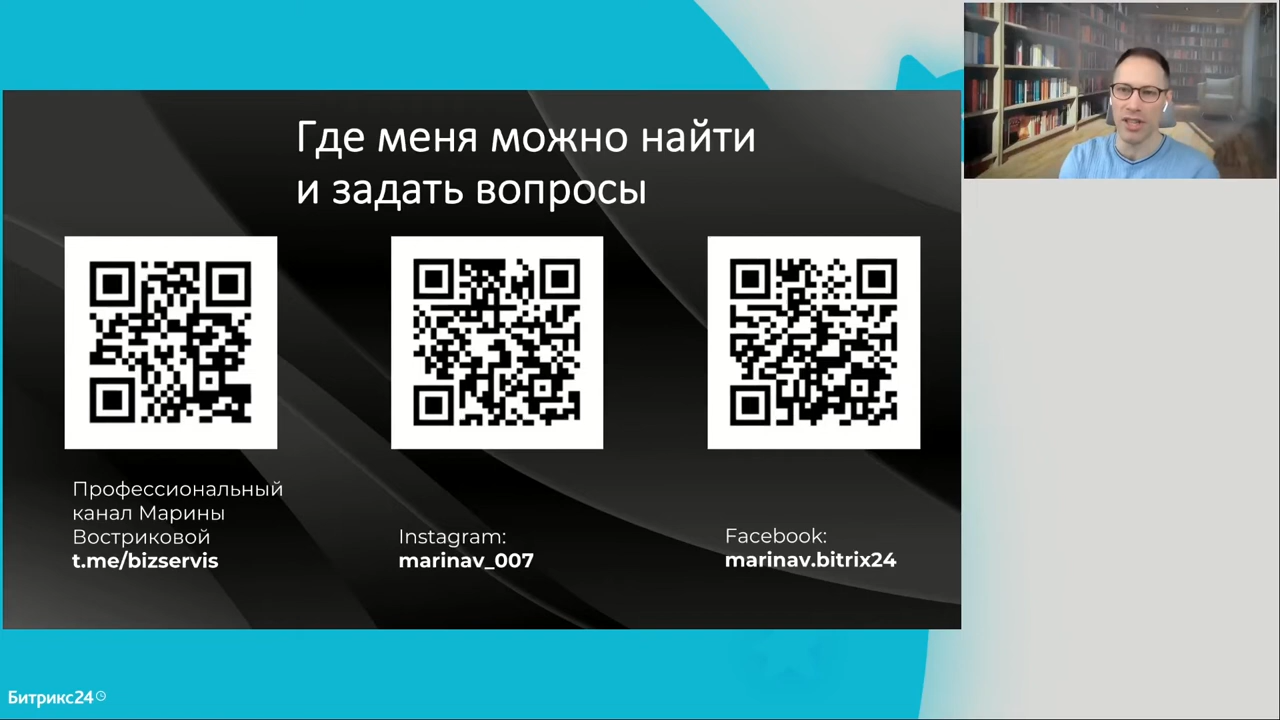 Где меня можно найти
и задать вопросы
Профессиональный
канал Марины
Востриковой
t.me/bizservis
Instagram:
marinav_007
Facebook:
marinav.bitrix24
Битрикс24